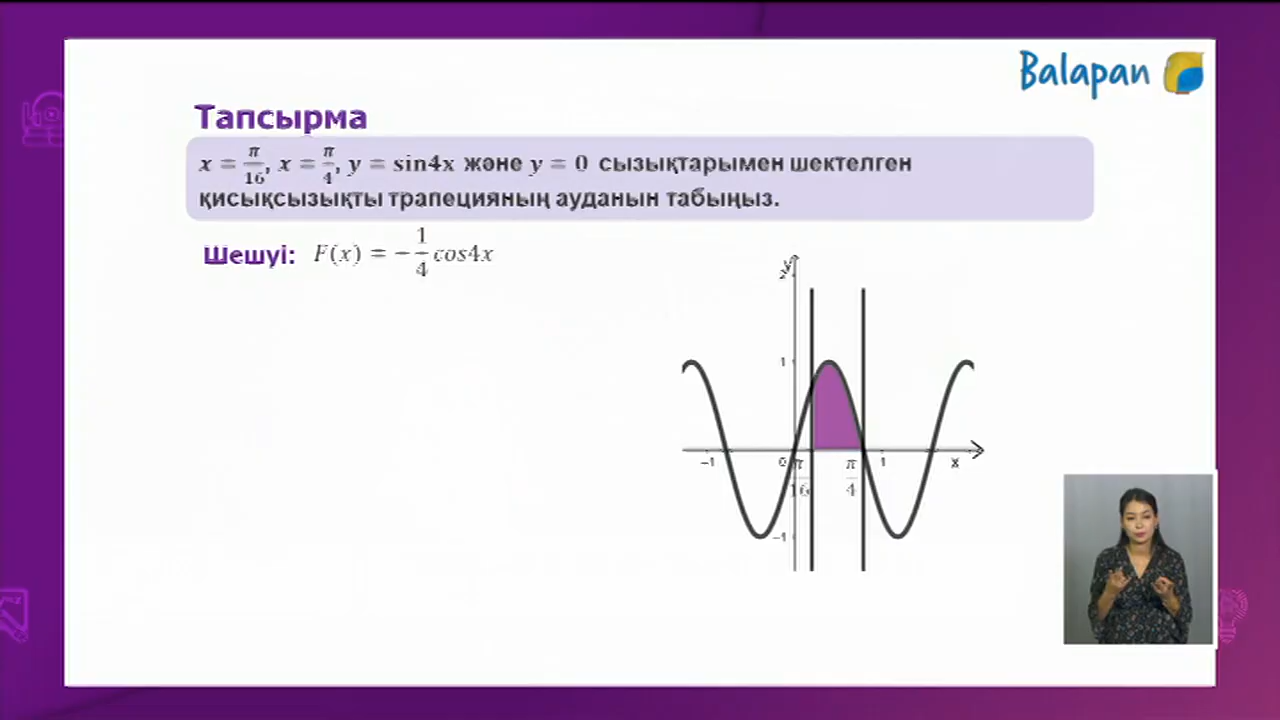 Balapan
Тапсырма
x = π/16, x = π/4, y = sin4x және y = 0 сызықтарымен шектелген
қисықсызықты трапецияның ауданын табыңыз.
Шешуі: F(x) = −1/4 cos4x
y
2
1
−1 0 π/16 π/4 1 x
−1